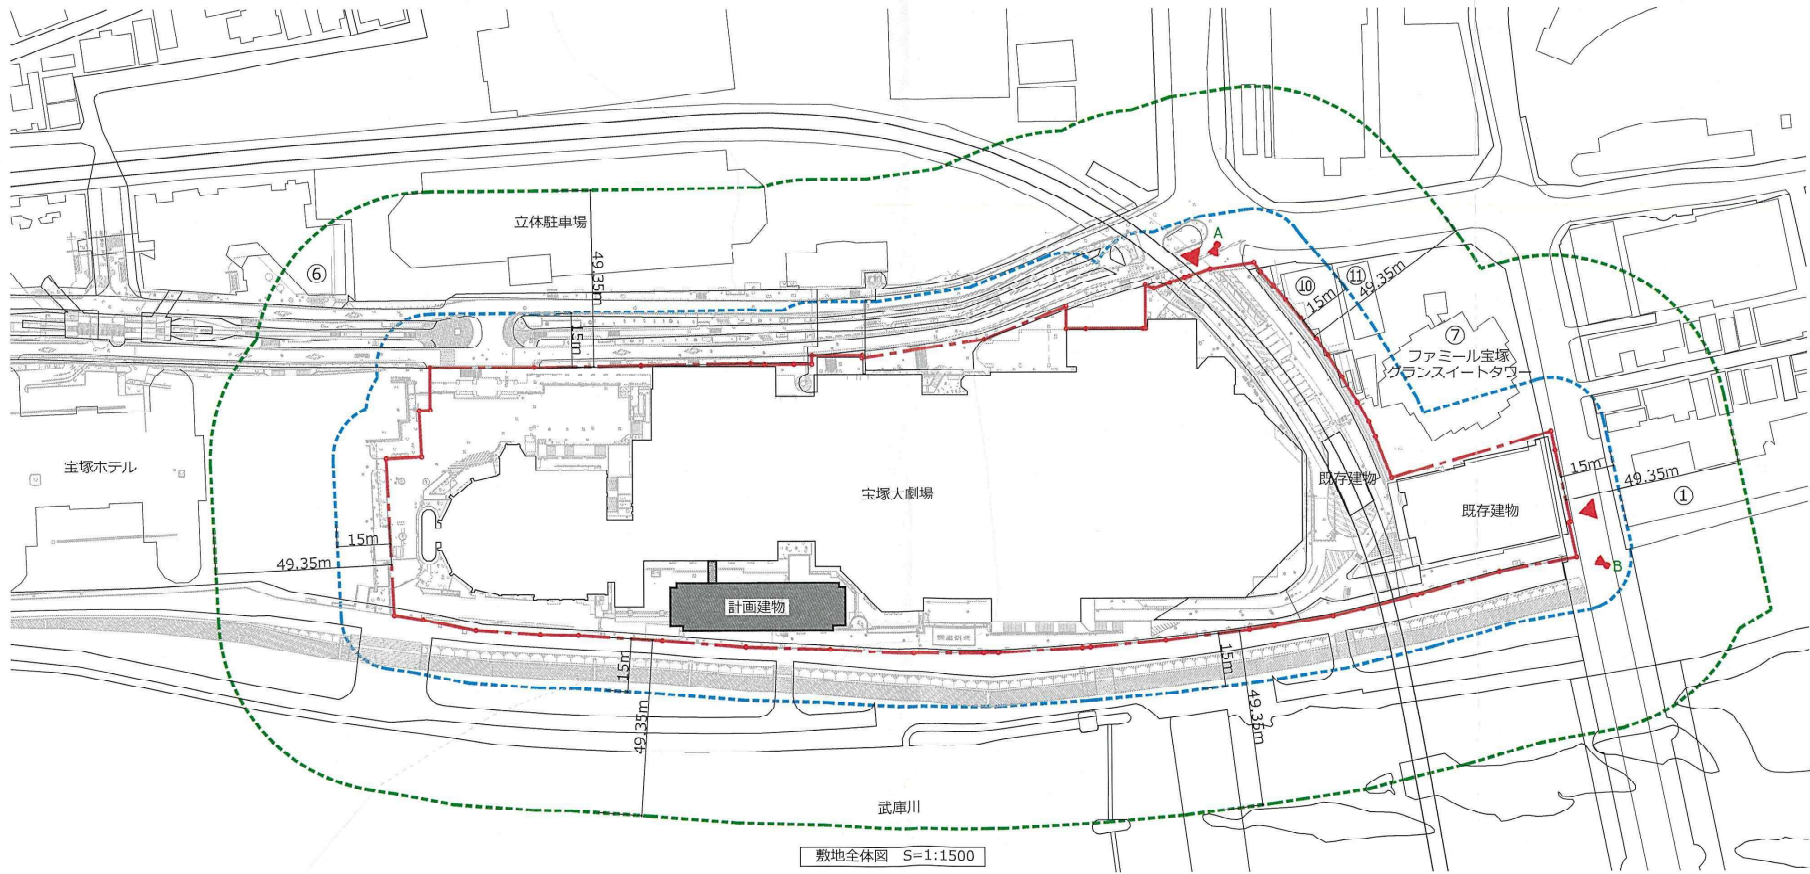 立体駐車場
A
49.35m
⑥
⑩
⑪
49.35m
15m
15m
⑦
ファミール宝塚
グランスイートタワー
宝塚ホテル
宝塚大劇場
既存建物
既存建物
15m
49.35m
①
15m
49.35m
B
計画建物
15m
15m
49.35m
49.35m
武庫川
敷地全体図 S=1:1500